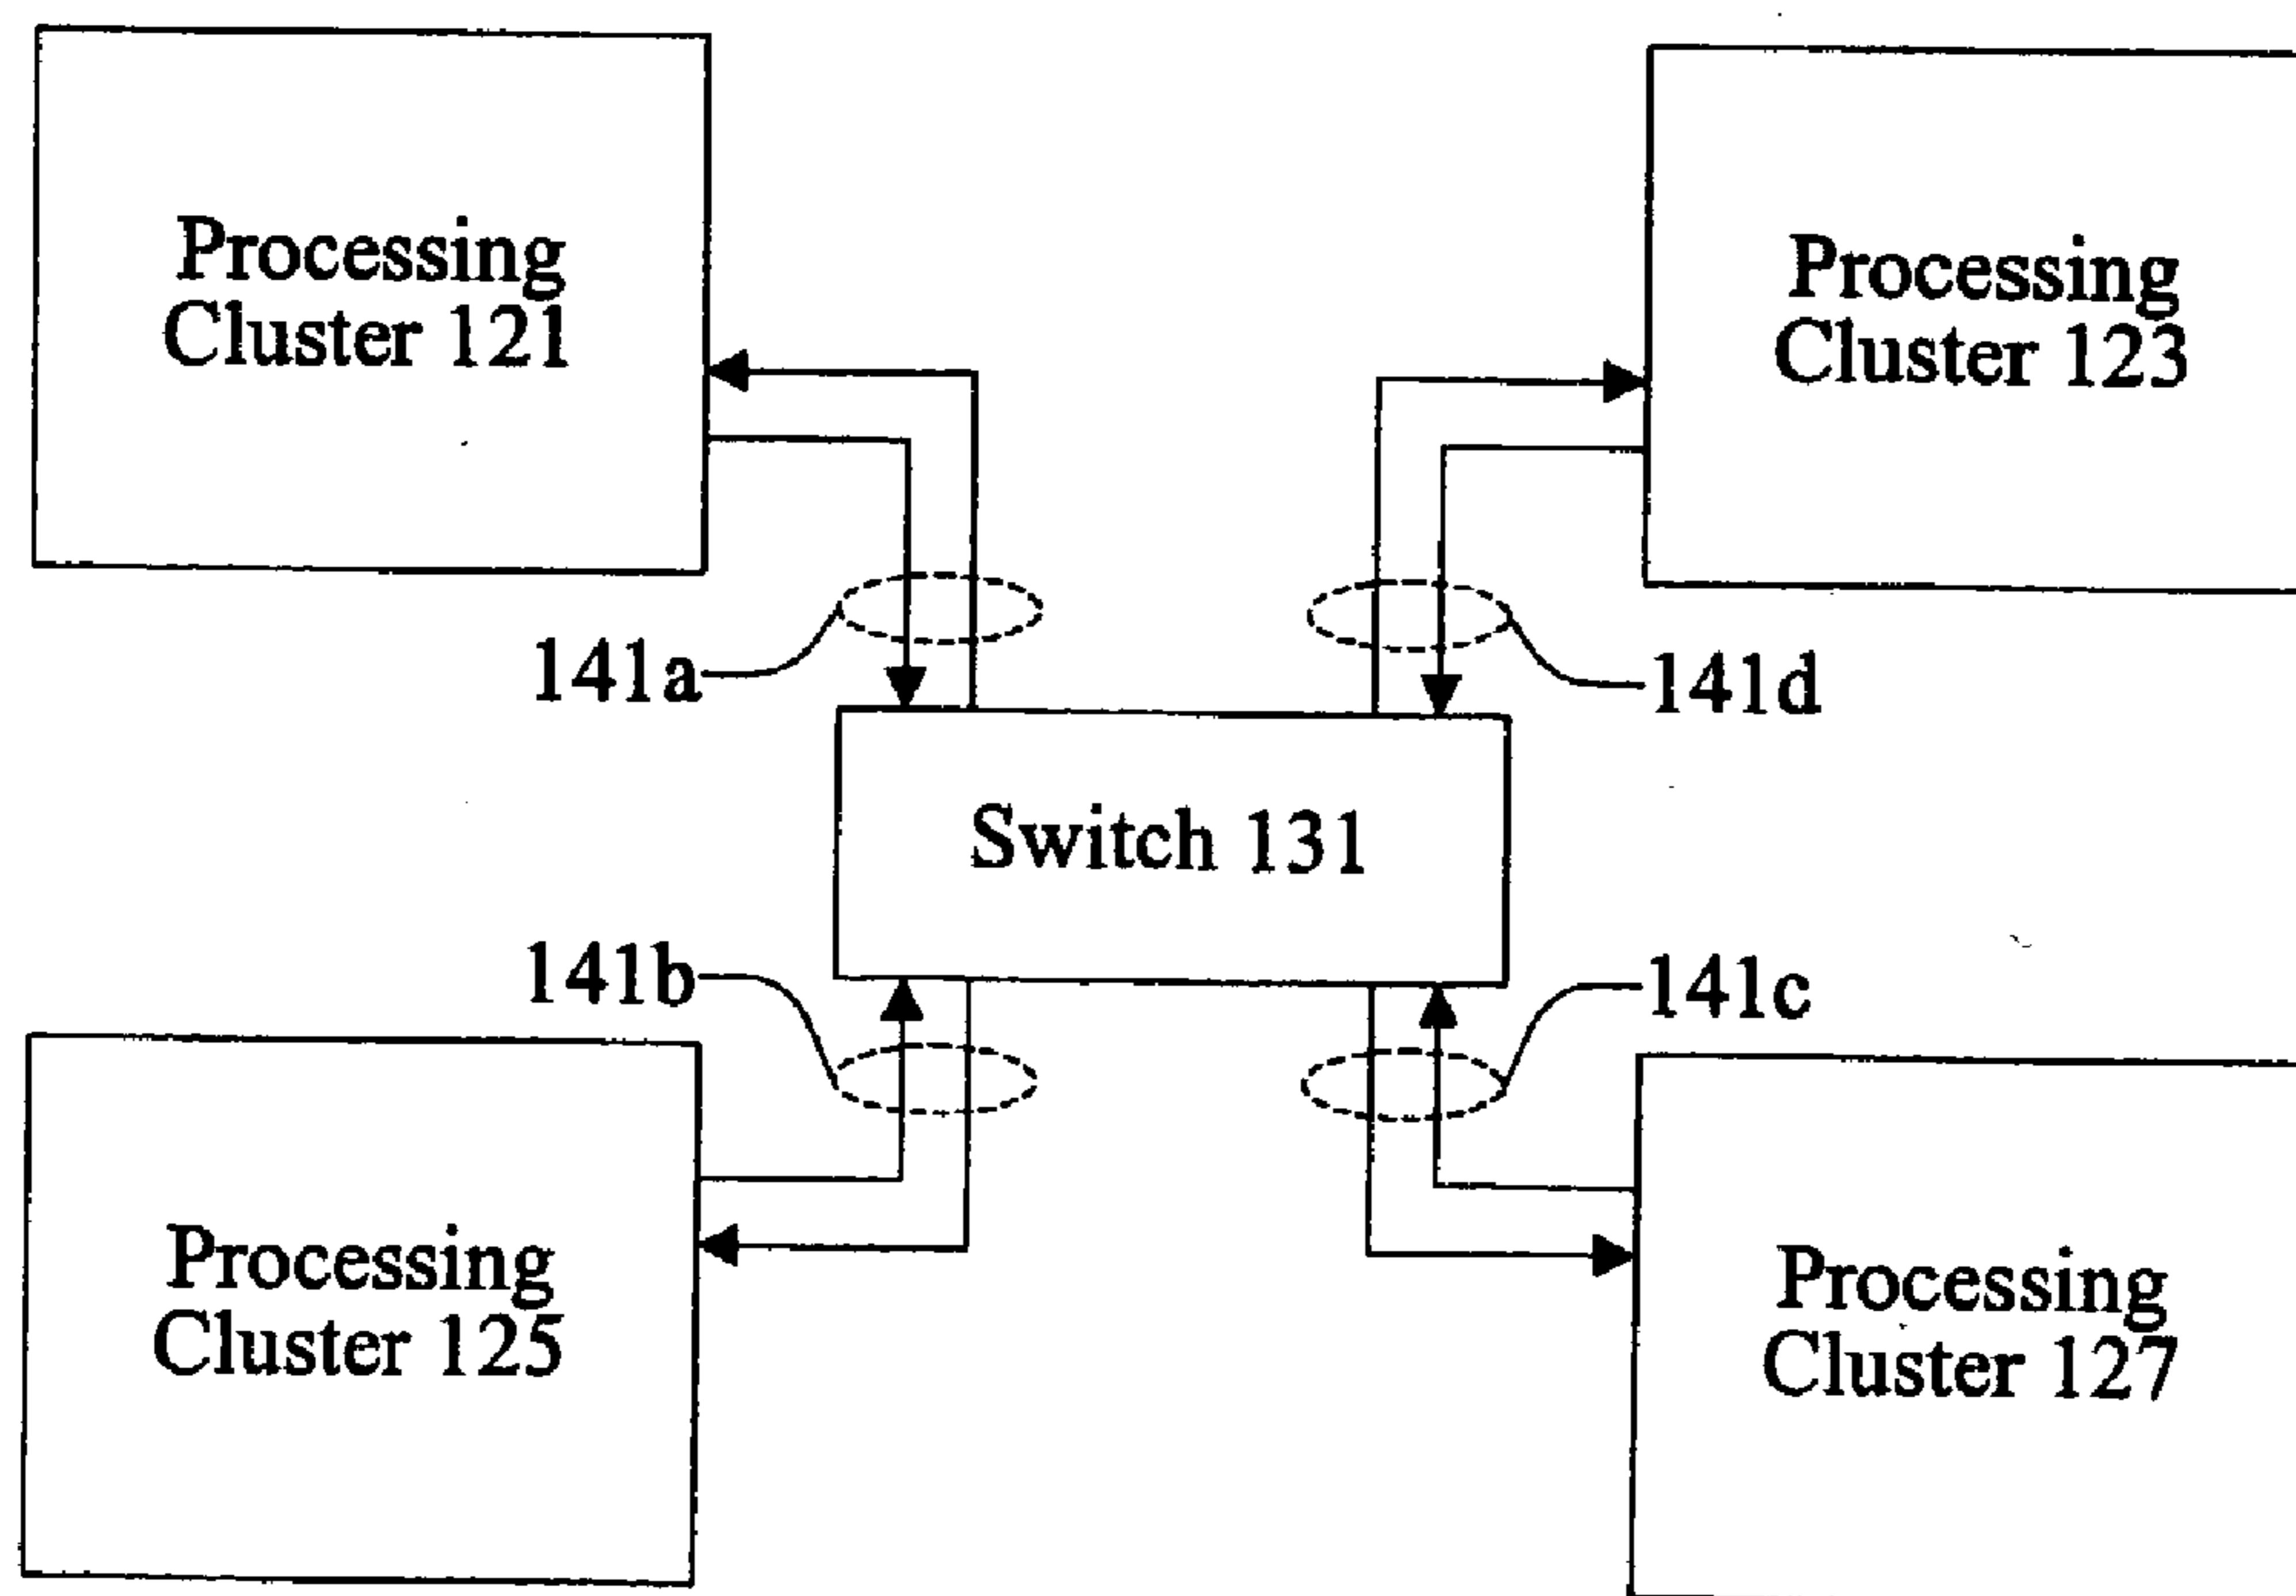 Processing
Cluster 121
Processing
Cluster 123
141a
141d
Switch 131
141b
141c
Processing
Cluster 125
Processing
Cluster 127